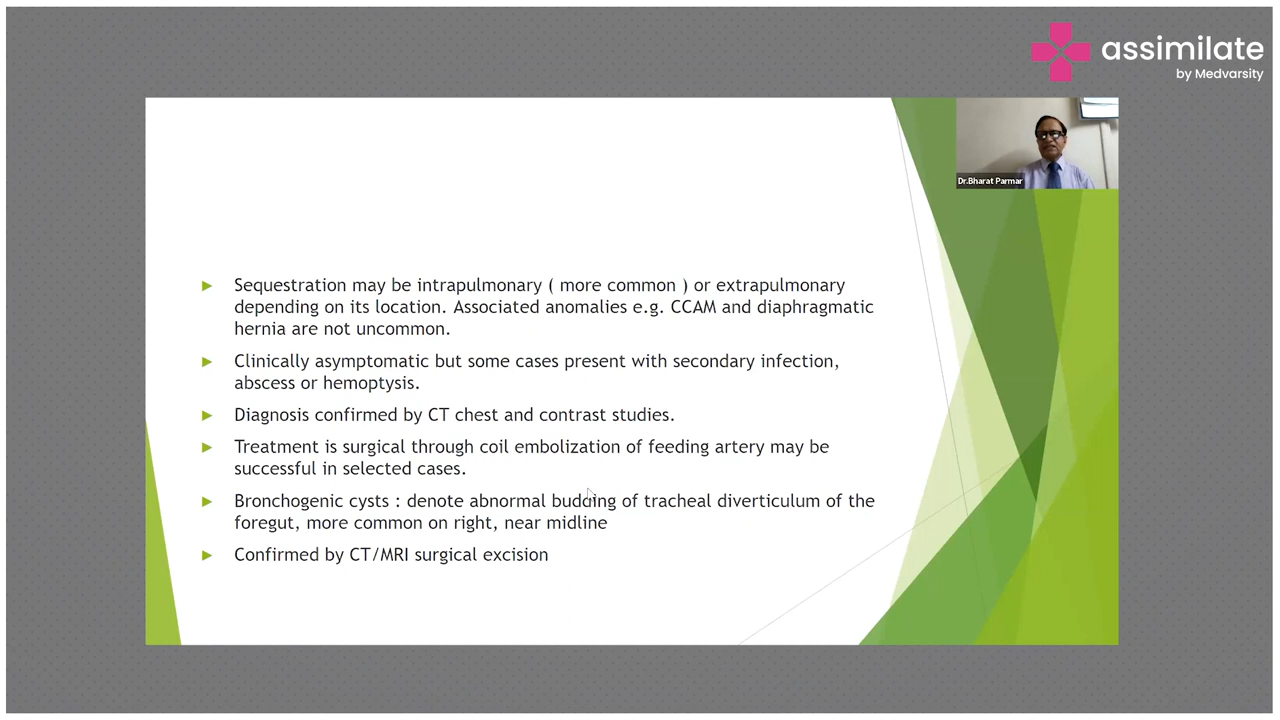 assimilate
by Medvarsity
Dr.Bharat Parmar
Sequestration may be intrapulmonary ( more common ) or extrapulmonary
depending on its location. Associated anomalies e.g. CCAM and diaphragmatic
hernia are not uncommon.
Clinically asymptomatic but some cases present with secondary infection,
abscess or hemoptysis.
Diagnosis confirmed by CT chest and contrast studies.
Treatment is surgical through coil embolization of feeding artery may be
successful in selected cases.
Bronchogenic cysts : denote abnormal budding of tracheal diverticulum of the
foregut, more common on right, near midline
Confirmed by CT/MRI surgical excision